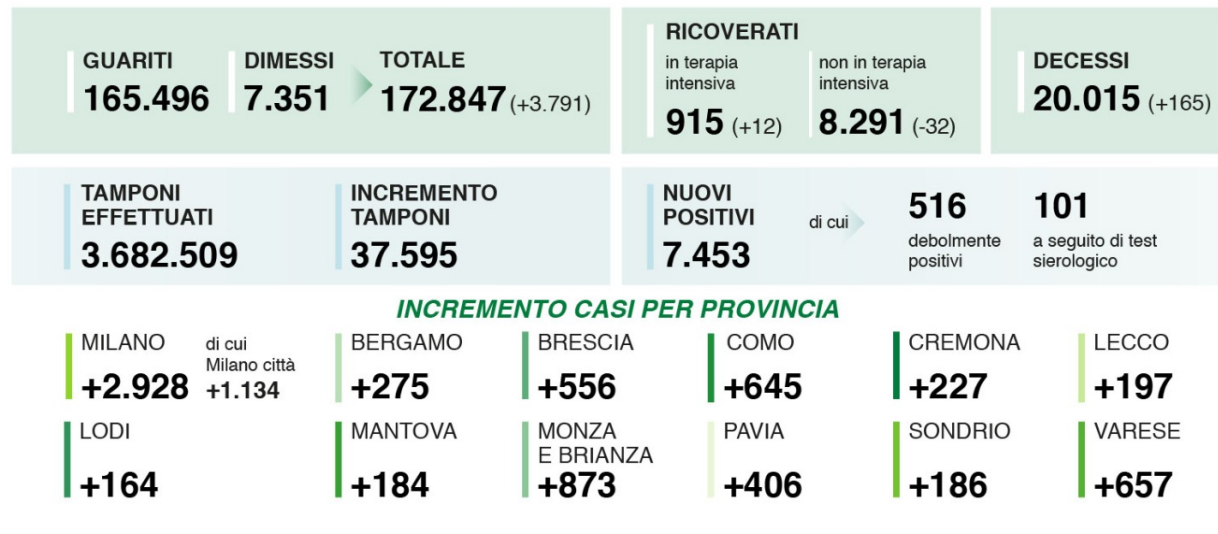 GUARITI
165.496
DIMESSI
7.351
TOTALE
172.847 (+3.791)
RICOVERATI
in terapia
intensiva
915 (+12)
non in terapia
intensiva
8.291 (-32)
DECESSI
20.015 (+165)
TAMPONI
EFFETTUATI
3.682.509
INCREMENTO
TAMPONI
37.595
NUOVI
POSITIVI
7.453
di cui
516
debolmente
positivi
101
a seguito di test
sierologico
INCREMENTO CASI PER PROVINCIA
MILANO
+2.928
di cui
Milano città
+1.134
BERGAMO
+275
BRESCIA
+556
COMO
+645
CREMONA
+227
LECCO
+197
LODI
+164
MANTOVA
+184
MONZA
E BRIANZA
+873
PAVIA
+406
SONDRIO
+186
VARESE
+657